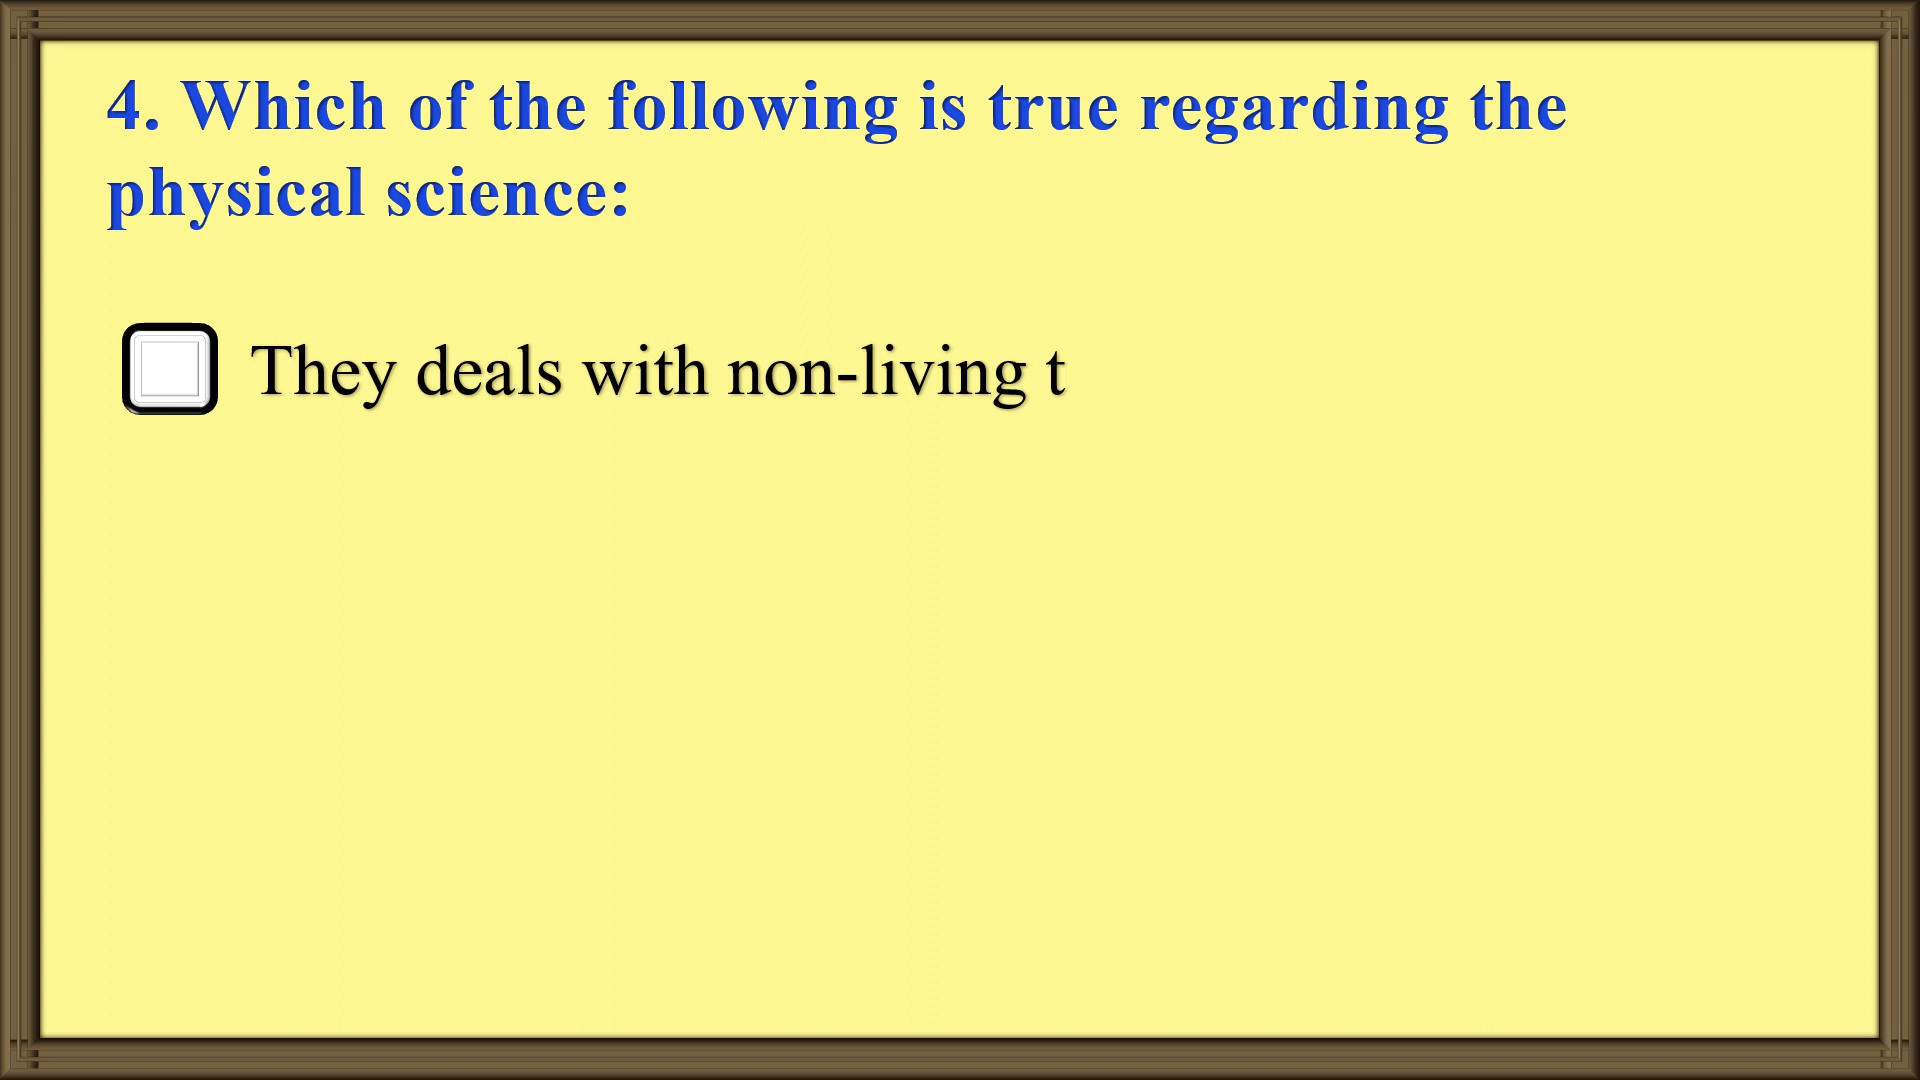 4. Which of the following is true regarding the
physical science:
They deals with non-living t